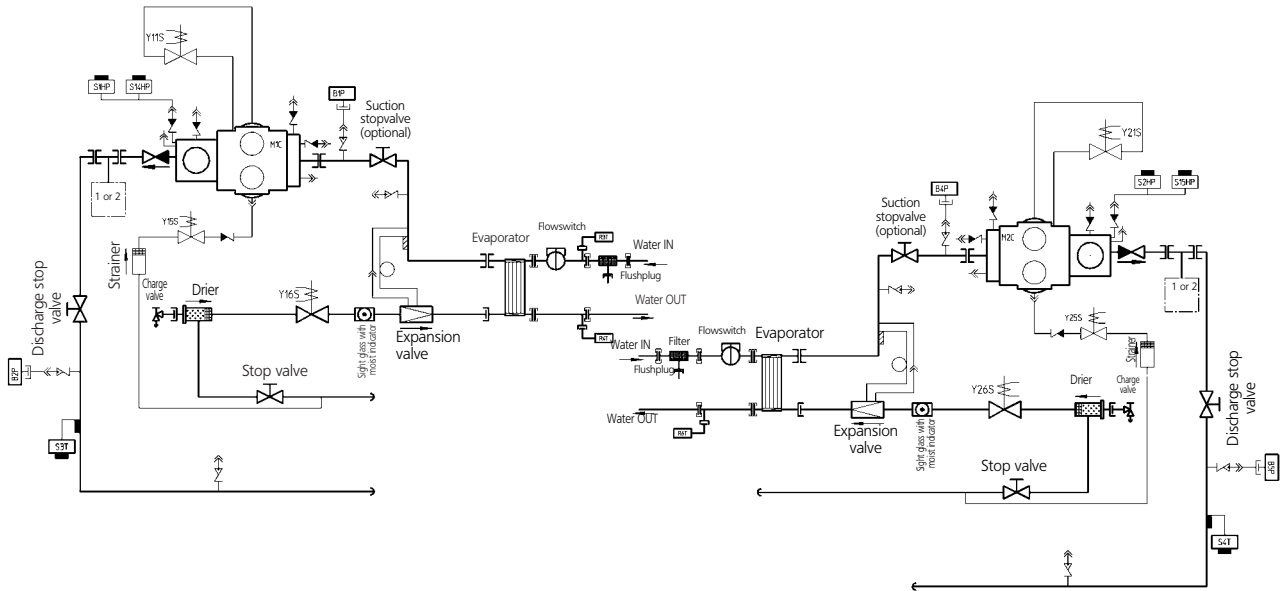 Y11S
S1HP
S14HP
B1P
Suction
stopvalve
(optional)
M1C
1 or 2
Y15S
Strainer
Discharge stop
valve
Charge
valve
Drier
Y16S
Sight glass with
moist indicator
Expansion
valve
Evaporator
Flowswitch
R3T
Water IN
Flushplug
Water OUT
Stop valve
B2P
S3T
Y21S
S2HP
S15HP
B4P
Suction
stopvalve
(optional)
M2C
1 or 2
Y25S
Strainer
Water IN
Filter
Flushplug
Flowswitch
Evaporator
Water OUT
R6T
Expansion
valve
Sight glass with
moist indicator
Y26S
Drier
Charge
valve
Stop valve
Discharge stop
valve
B5P
S4T